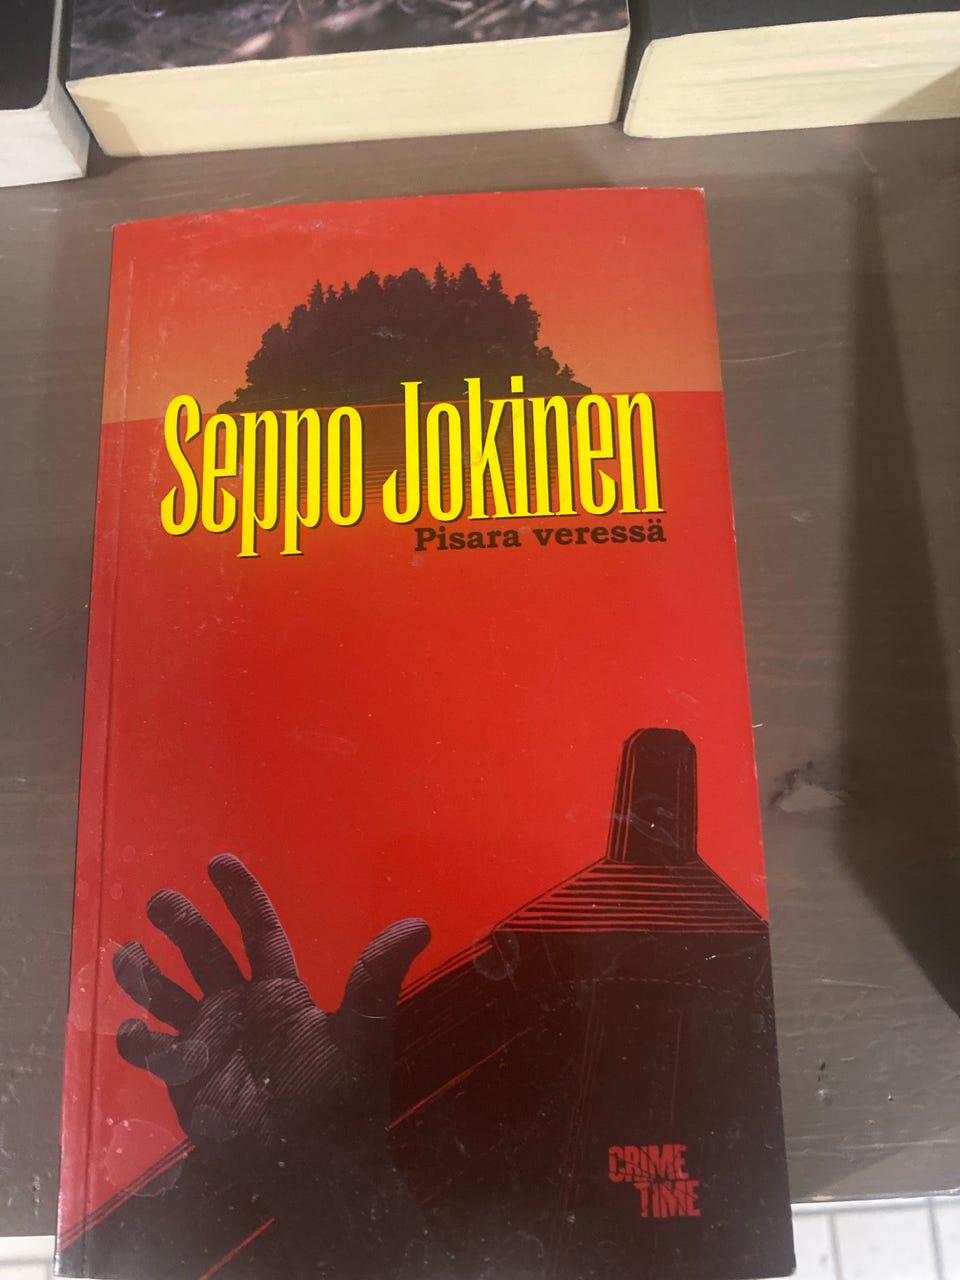 Seppo Jokinen
Pisara veressä
CRIME
TIME